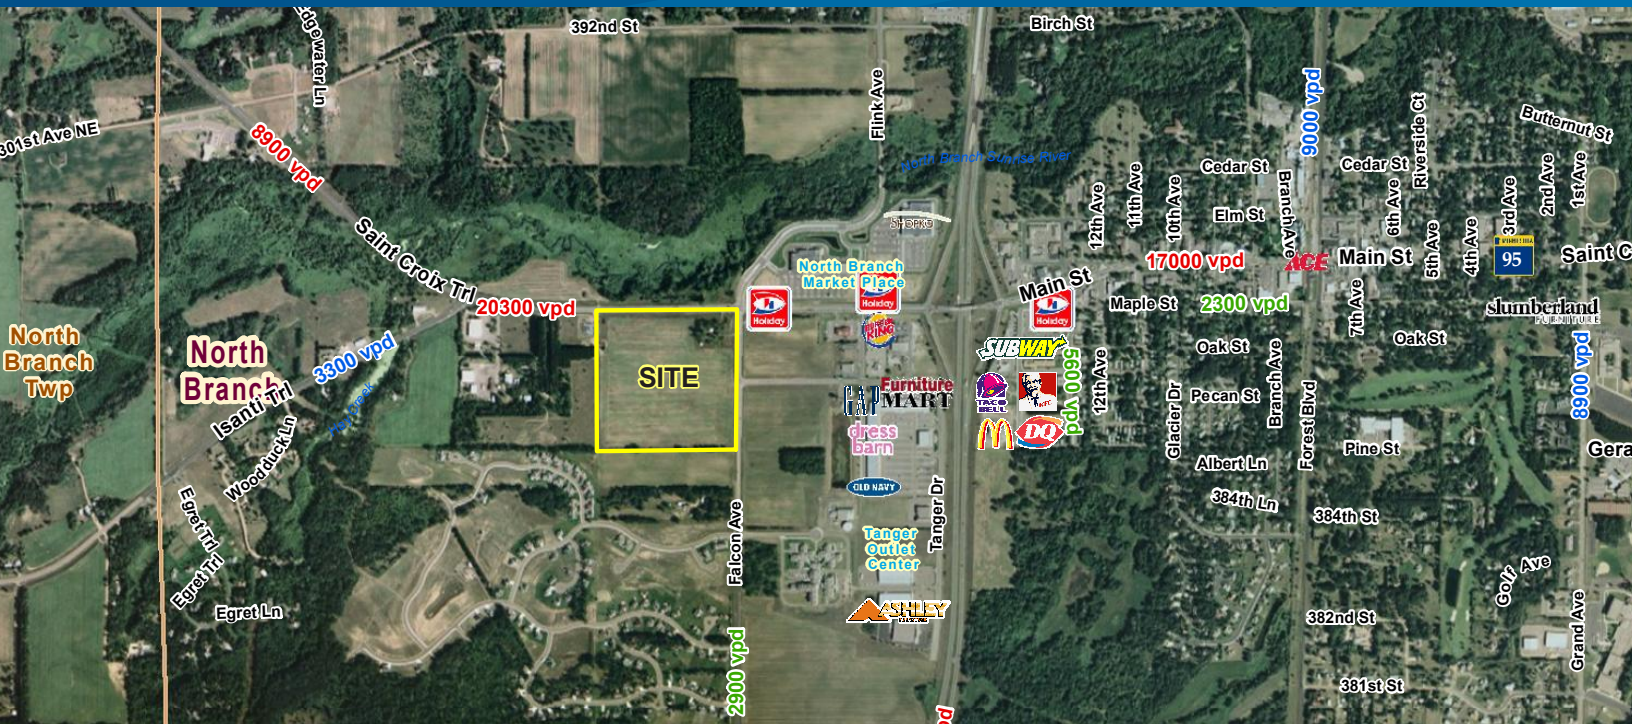 392nd St
Birch St
Edgewater Ln
Flink Ave
9000 vpd
Riverside Ct
Butternut St
301st Ave NE
8900 vpd
North Branch Sunrise River
Cedar St
Cedar St
12th Ave
11th Ave
10th Ave
Branch Ave
6th Ave
3rd Ave
2nd Ave
1st Ave
SHOPKO
Elm St
Saint Croix Trl
5th Ave
4th Ave
17000 vpd
ACE
Main St
MINNESOTA
95
Saint C
North Branch
Market Place
Main St
20300 vpd
Holiday
Holiday
Holiday
Maple St
2300 vpd
7th Ave
slumberland
FURNITURE
North
Branch
Twp
North
Branch
3300 vpd
Hay Creek
BURGER
KING
SUBWAY
5600 vpd
12th Ave
Oak St
Oak St
8900 vpd
SITE
Isanti Trl
GAP
Furniture
MART
TACO
BELL
KFC
Glacier Dr
Pecan St
Branch Ave
Forest Blvd
Woodduck Ln
dress
barn
DQ
Pine St
Gera
Albert Ln
OLD NAVY
384th Ln
384th St
Egret Trl
Falcon Ave
Tanger Dr
Tanger
Outlet
Center
Egret Trl
Golf Ave
Egret Ln
ASHLEY
382nd St
Grand Ave
2900 vpd
381st St
pd